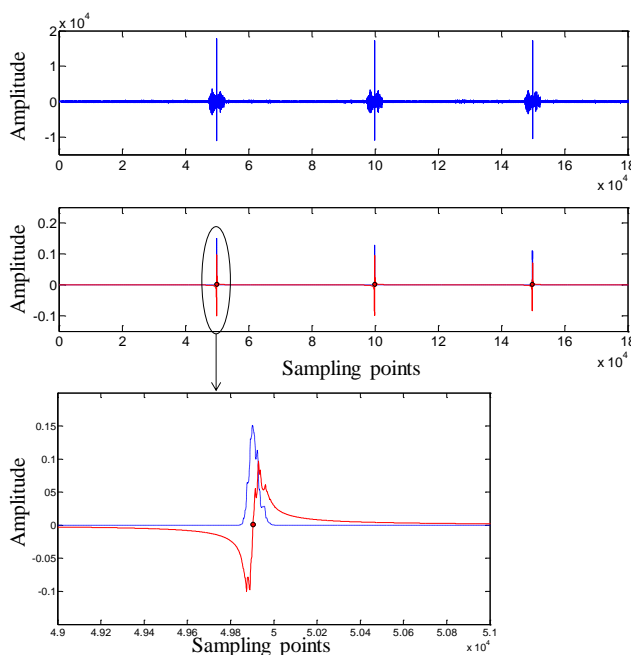 x 10^4
2
1
0
-1
Amplitude
0 2 4 6 8 10 12 14 16 18
x 10^4
0.2
0.1
0
-0.1
Amplitude
0 2 4 6 8 10 12 14 16 18
Sampling points
x 10^4
0.15
0.1
0.05
0
-0.05
-0.1
Amplitude
4.9 4.92 4.94 4.96 4.98 5 5.02 5.04 5.06 5.08 5.1
Sampling points
x 10^4